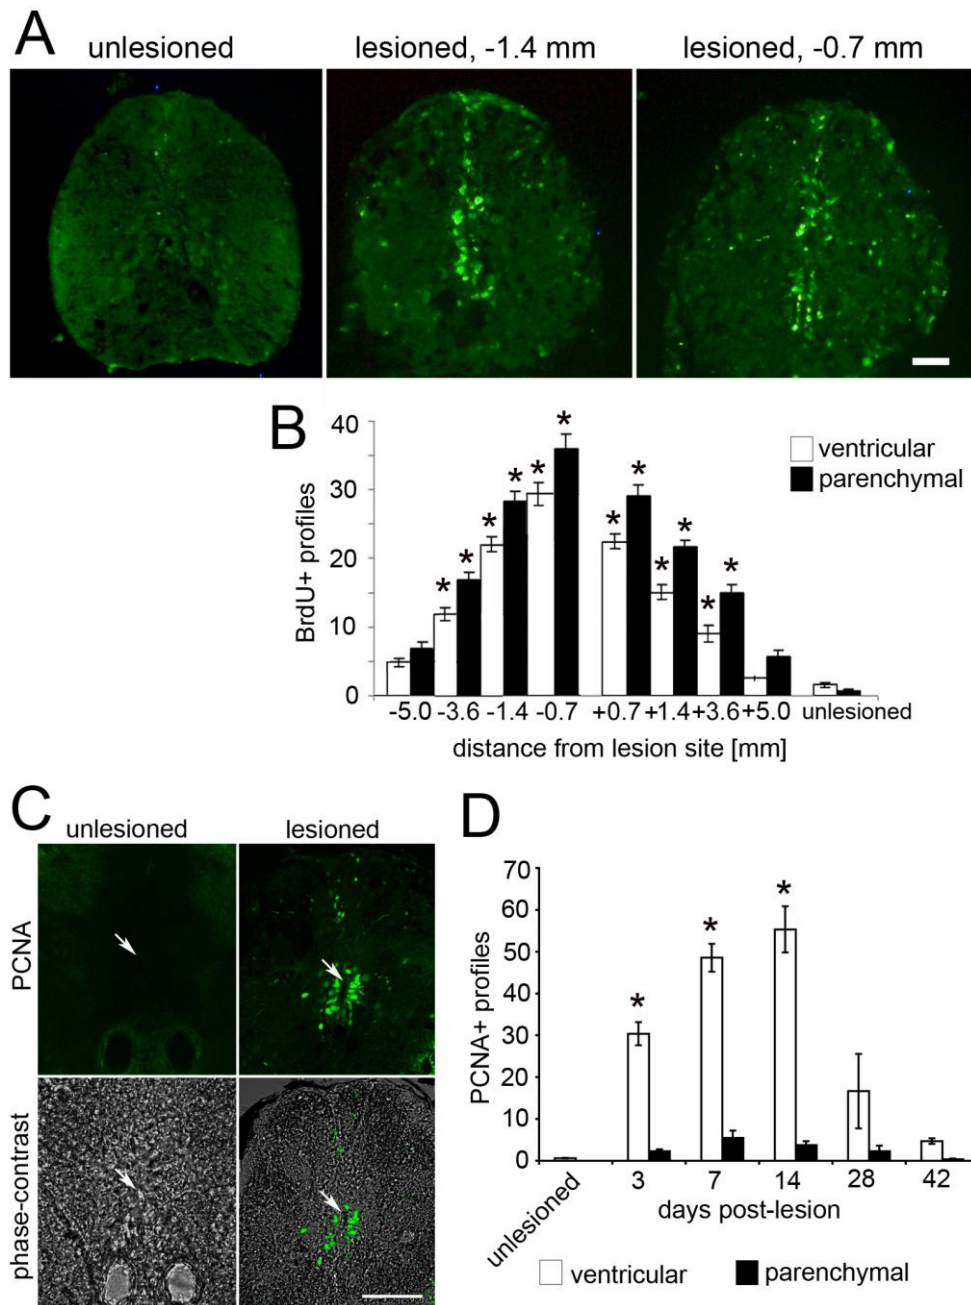 A
unlesioned
lesioned, -1.4 mm
lesioned, -0.7 mm
B
BrdU+ profiles
40
30
20
10
0
* * * * * * * * * * * *
ventricular
parenchymal
-5.0 -3.6 -1.4 -0.7 +0.7 +1.4 +3.6 +5.0 unlesioned
distance from lesion site [mm]
C
unlesioned
lesioned
PCNA
phase-contrast
D
PCNA+ profiles
70
60
50
40
30
20
10
0
* * *
unlesioned 3 7 14 28 42
days post-lesion
ventricular
parenchymal